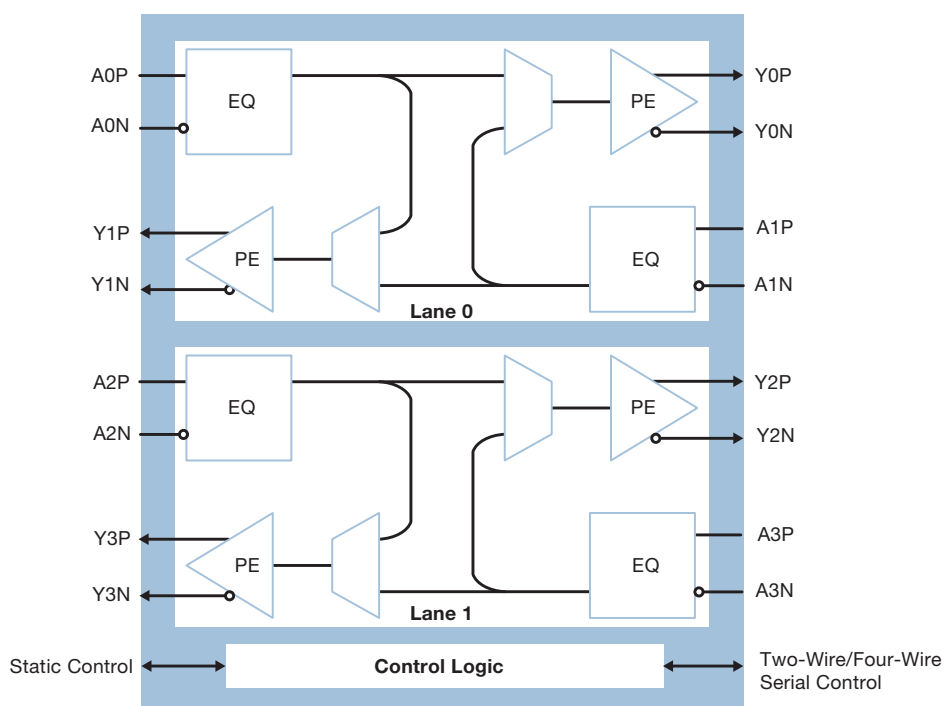 A0P
EQ
PE
Y0P
A0N
Y0N
Y1P
PE
EQ
A1P
Y1N
A1N
Lane 0
A2P
EQ
PE
Y2P
A2N
Y2N
Y3P
PE
EQ
A3P
Y3N
A3N
Lane 1
Static Control
Control Logic
Two-Wire/Four-Wire
Serial Control